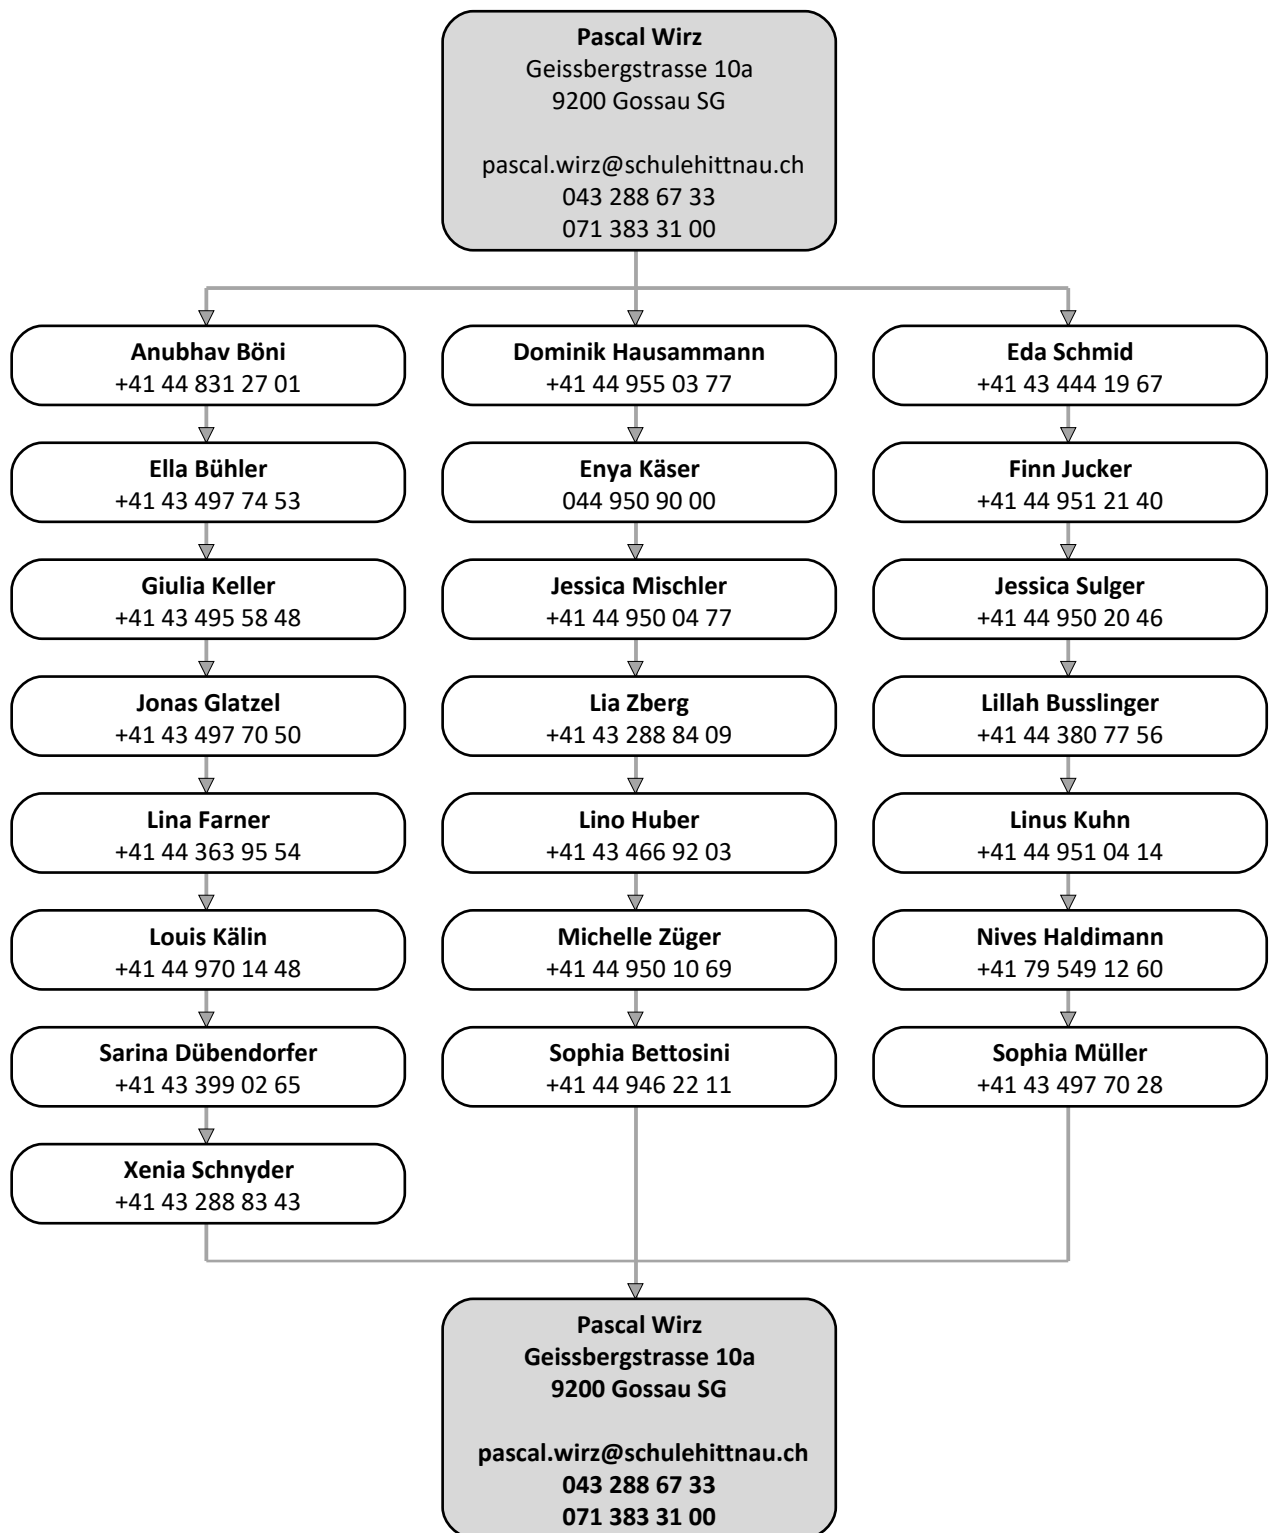 Pascal Wirz
Geissbergstrasse 10a
9200 Gossau SG
pascal.wirz@schulehittnau.ch
043 288 67 33
071 383 31 00
Anubhav Böni
+41 44 831 27 01
Dominik Hausammann
+41 44 955 03 77
Eda Schmid
+41 43 444 19 67
Ella Bühler
+41 43 497 74 53
Enya Käser
044 950 90 00
Finn Jucker
+41 44 951 21 40
Giulia Keller
+41 43 495 58 48
Jessica Mischler
+41 44 950 04 77
Jessica Sulger
+41 44 950 20 46
Jonas Glatzel
+41 43 497 70 50
Lia Zberg
+41 43 288 84 09
Lillah Busslinger
+41 44 380 77 56
Lina Farner
+41 44 363 95 54
Lino Huber
+41 43 466 92 03
Linus Kuhn
+41 44 951 04 14
Louis Kälin
+41 44 970 14 48
Michelle Züger
+41 44 950 10 69
Nives Haldimann
+41 79 549 12 60
Sarina Dübendorfer
+41 43 399 02 65
Sophia Bettosini
+41 44 946 22 11
Sophia Müller
+41 43 497 70 28
Xenia Schnyder
+41 43 288 83 43
Pascal Wirz
Geissbergstrasse 10a
9200 Gossau SG
pascal.wirz@schulehittnau.ch
043 288 67 33
071 383 31 00